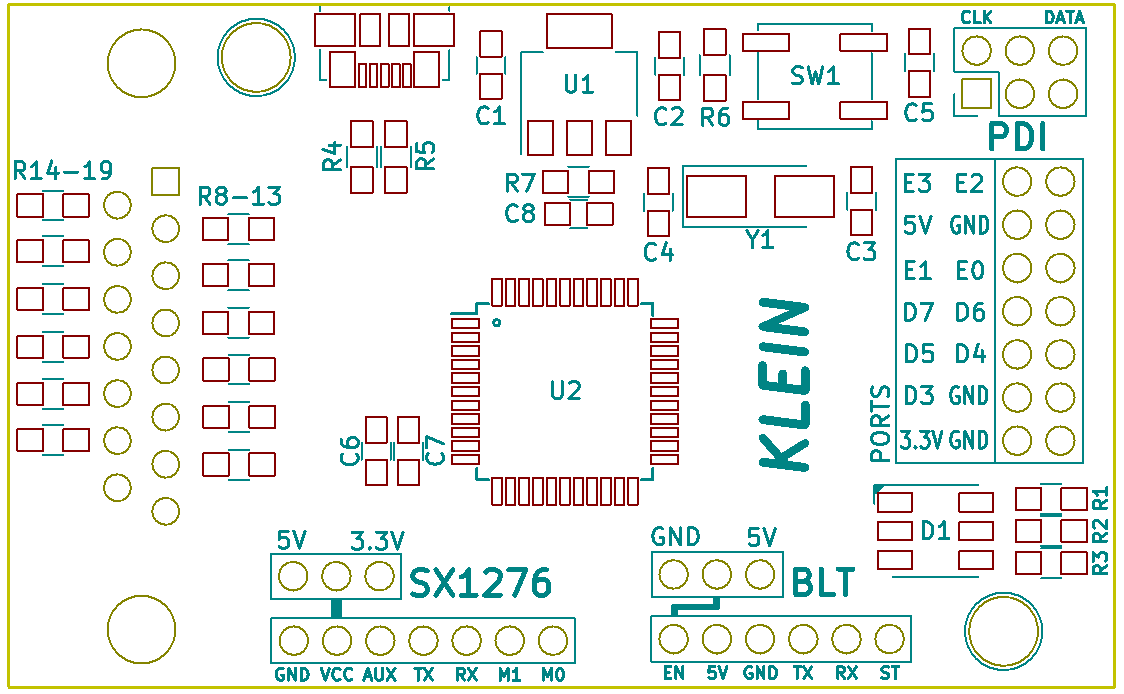 CLK DATA
U1
SW1
C1
C2
R6
C5
PDI
R4
R5
R14-19
R8-13
R7
C8
C4
Y1
C3
E3 E2
5V GND
E1 E0
D7 D6
D5 D4
D3 GND
3.3V GND
PORTS
KLEIN
U2
C6
C7
D1
R1
R2
R3
5V 3.3V
SX1276
GND VCC AUX TX RX M1 M0
GND 5V
BLT
EN 5V GND TX RX ST